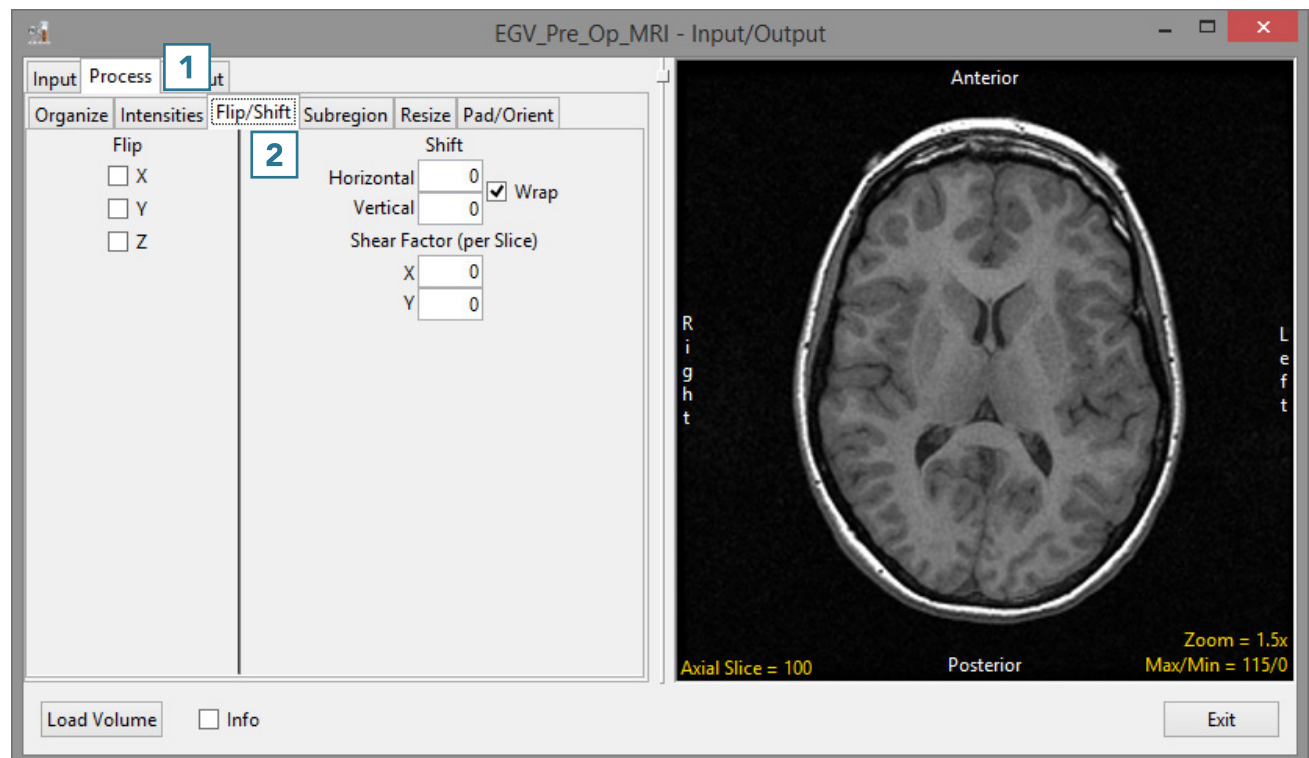 EGV_Pre_Op_MRI - Input/Output
Input Process 1 ut
Organize Intensities Flip/Shift Subregion Resize Pad/Orient
Flip
X
Y
Z
2
Shift
Horizontal 0
Vertical 0
Wrap
Shear Factor (per Slice)
X 0
Y 0
Anterior
Right
Left
Axial Slice = 100
Posterior
Zoom = 1.5x
Max/Min = 115/0
Load Volume
Info
Exit